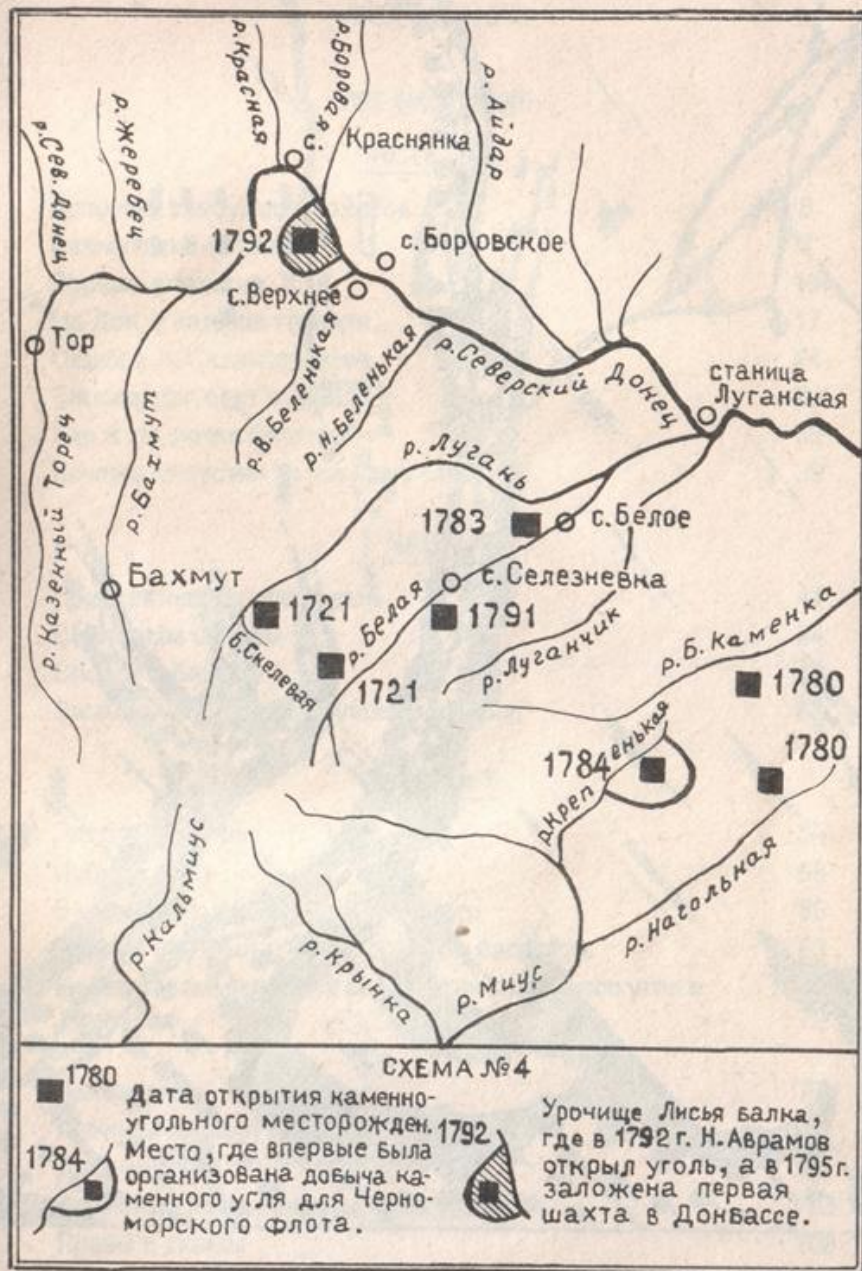 р. Красная
р. Боровая
р. Айдар
р. Сев. Донец
р. Жеребец
с. Краснянка
1792
с. Боровское
с. Верхнее
Тор
р. В. Беленькая
р. Н. Беленькая
р. Северский Донец
станица
Луганская
р. Казенный Торец
р. Бахмут
р. Лугань
1783
с. Белое
Бахмут
с. Селезневка
1721
1791
р. Белая
Б. Скелевая
1721
р. Луганчик
р. Б. Каменка
1780
1780
1784
р. Крепенькая
р. Нагольная
р. Кальмиус
р. Крынка
р. Миус
СХЕМА №4
1780
Дата открытия каменно-
угольного месторожден.
1784
Место, где впервые была
организована добыча ка-
менного угля для Черно-
морского флота.
1792
Урочище Лисья балка,
где в 1792 г. Н. Аврамов
открыл уголь, а в 1795 г.
заложена первая
шахта в Донбассе.